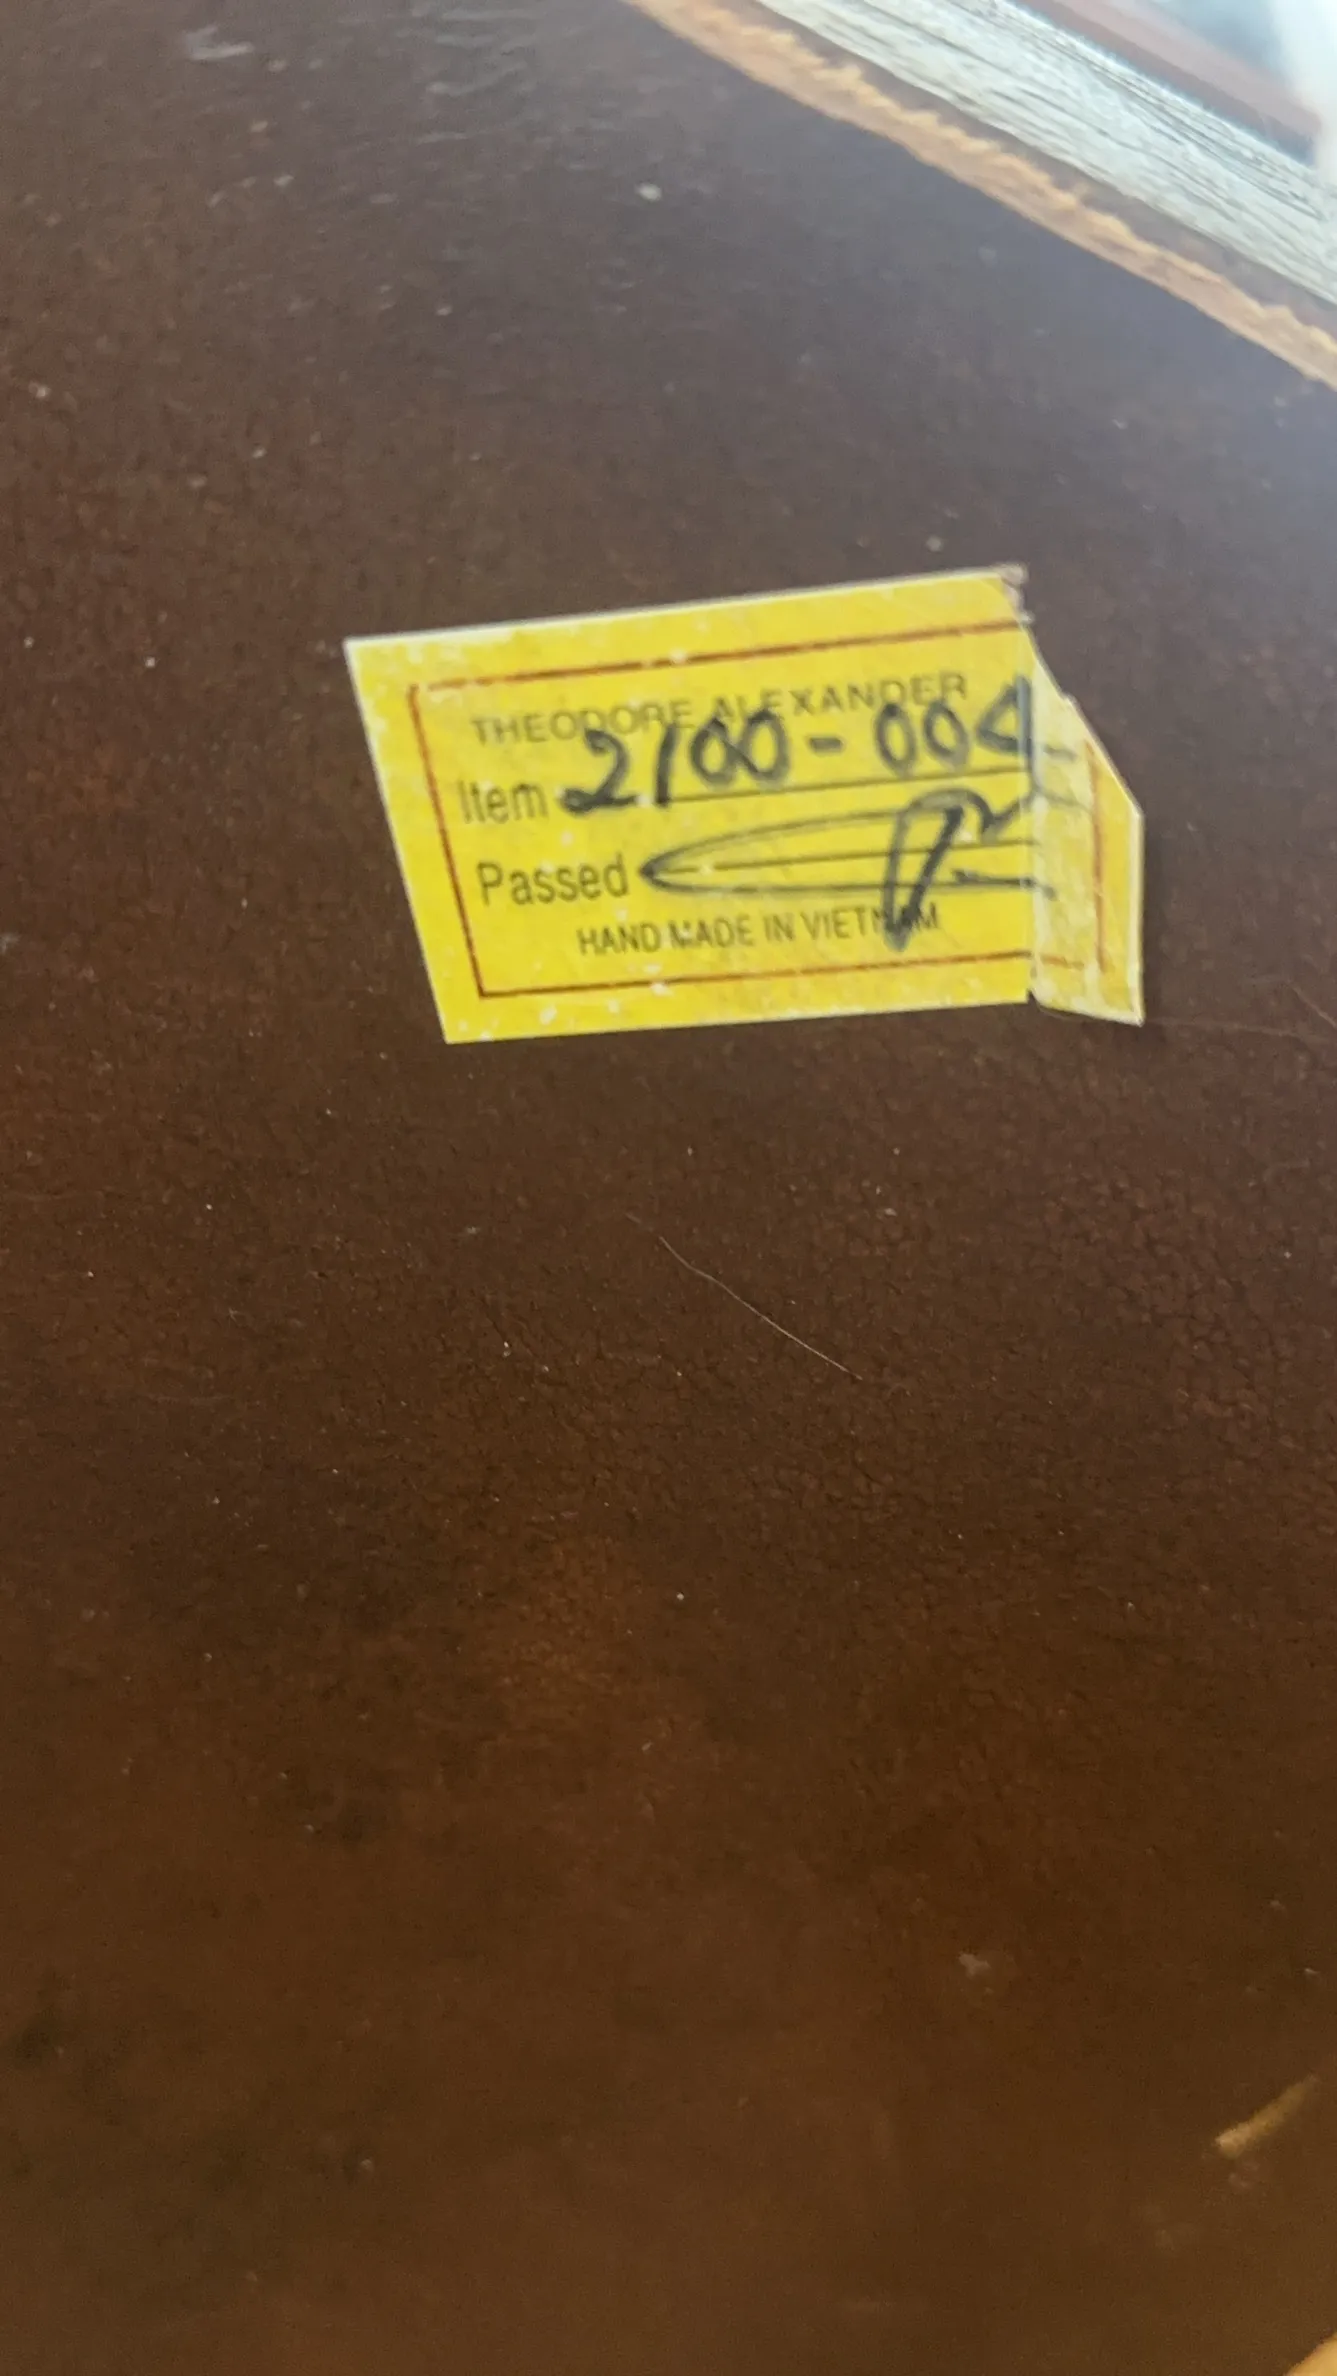 THEODORE ALEXANDER
Item 2100-004
Passed
HAND MADE IN VIETNAM